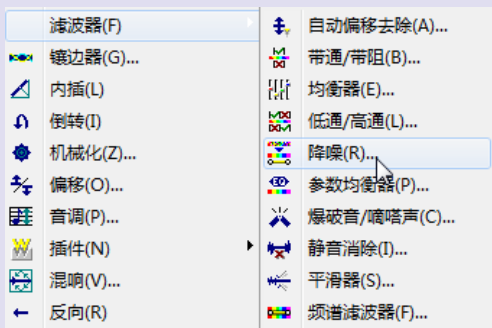 滤波器(F)
镶边器(G)...
内插(L)
倒转(I)
机械化(Z)...
偏移(O)...
音调(P)...
插件(N)
混响(V)...
反向(R)
自动偏移去除(A)...
带通/带阻(B)...
均衡器(E)...
低通/高通(L)...
降噪(R)...
EQ
参数均衡器(P)...
爆破音/嘀嗒声(C)...
静音消除(I)...
平滑器(S)...
频谱滤波器(F)...